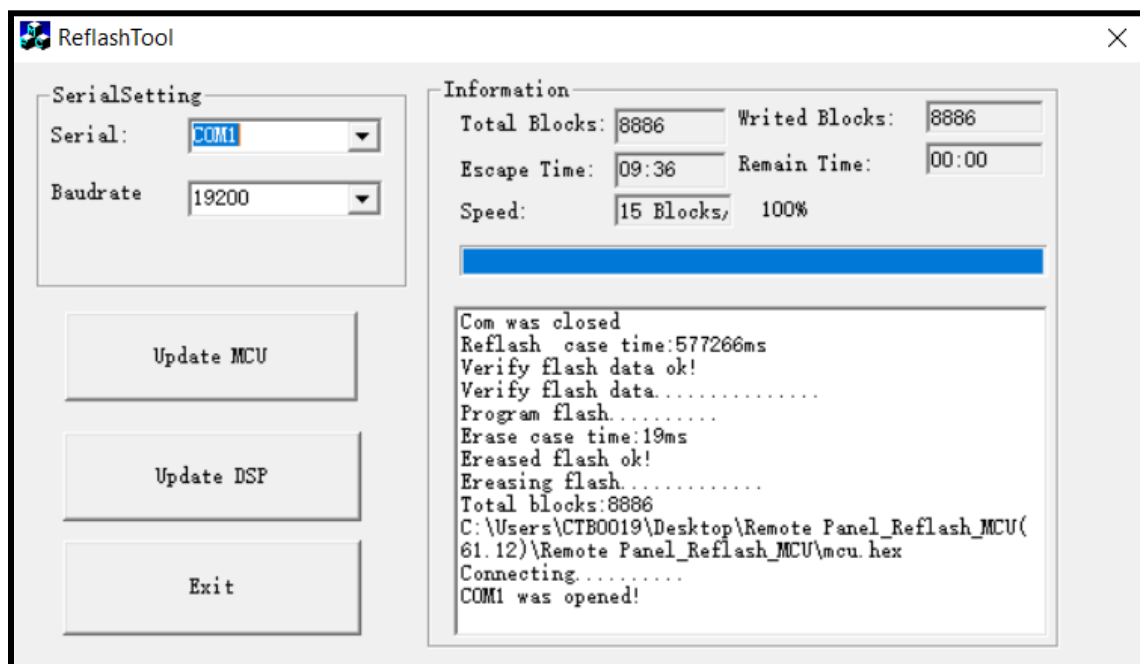 ReflashTool
SerialSetting
Serial: COM1
Baudrate 19200
Update MCU
Update DSP
Exit
Information
Total Blocks: 8886 Writed Blocks: 8886
Escape Time: 09:36 Remain Time: 00:00
Speed: 15 Blocks/ 100%
Com was closed
Reflash  case time:577266ms
Verify flash data ok!
Verify flash data...............
Program flash..........
Erase case time:19ms
Ereased flash ok!
Ereasing flash.............
Total blocks:8886
C:\Users\CTB0019\Desktop\Remote Panel_Reflash_MCU(
61.12)\Remote Panel_Reflash_MCU\mcu.hex
Connecting..........
COM1 was opened!